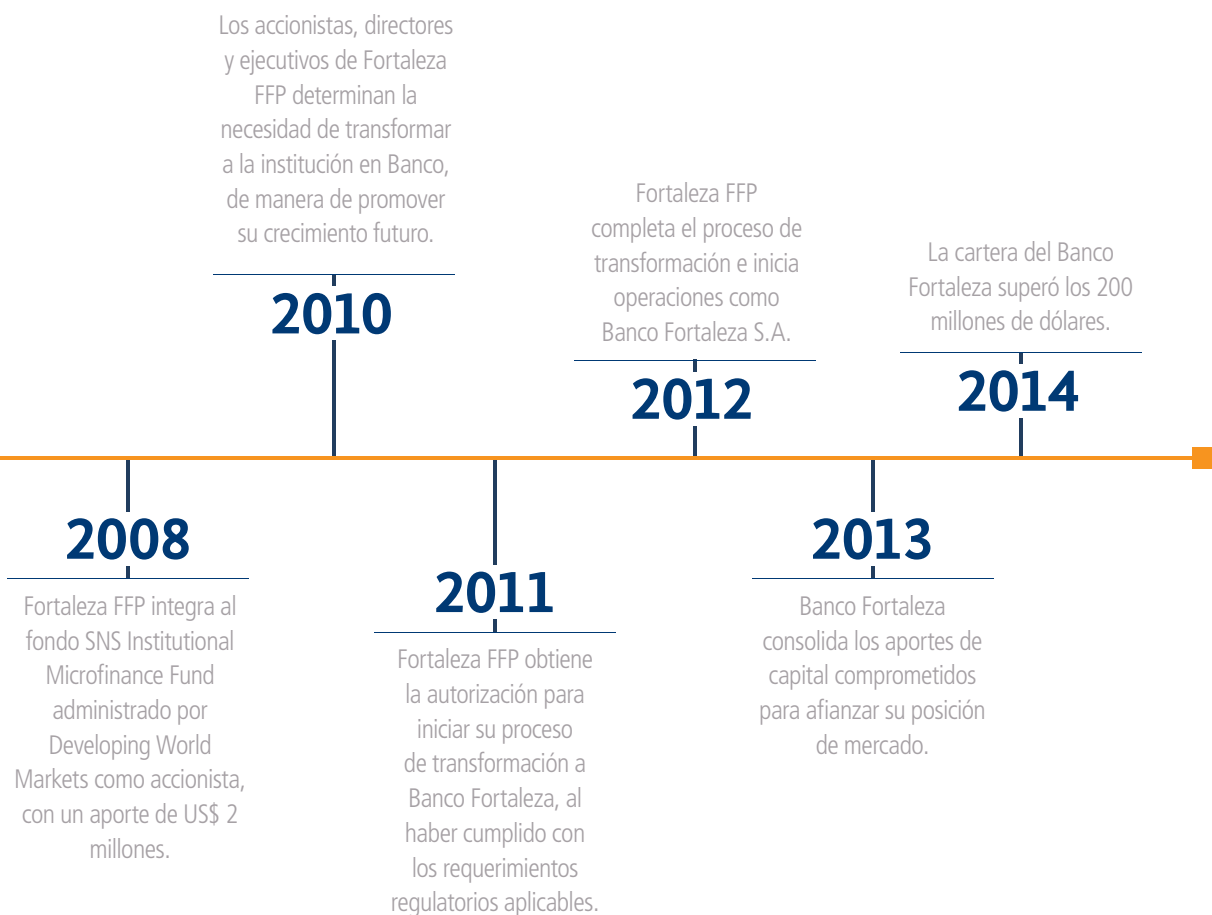 Los accionistas, directores
y ejecutivos de Fortaleza
FFP determinan la
necesidad de transformar
a la institución en Banco,
de manera de promover
su crecimiento futuro.
2010
Fortaleza FFP
completa el proceso de
transformación e inicia
operaciones como
Banco Fortaleza S.A.
2012
La cartera del Banco
Fortaleza superó los 200
millones de dólares.
2014
2008
Fortaleza FFP integra al
fondo SNS Institutional
Microfinance Fund
administrado por
Developing World
Markets como accionista,
con un aporte de US$ 2
millones.
2011
Fortaleza FFP obtiene
la autorización para
iniciar su proceso
de transformación a
Banco Fortaleza, al
haber cumplido con
los requerimientos
regulatorios aplicables.
2013
Banco Fortaleza
consolida los aportes de
capital comprometidos
para afianzar su posición
de mercado.